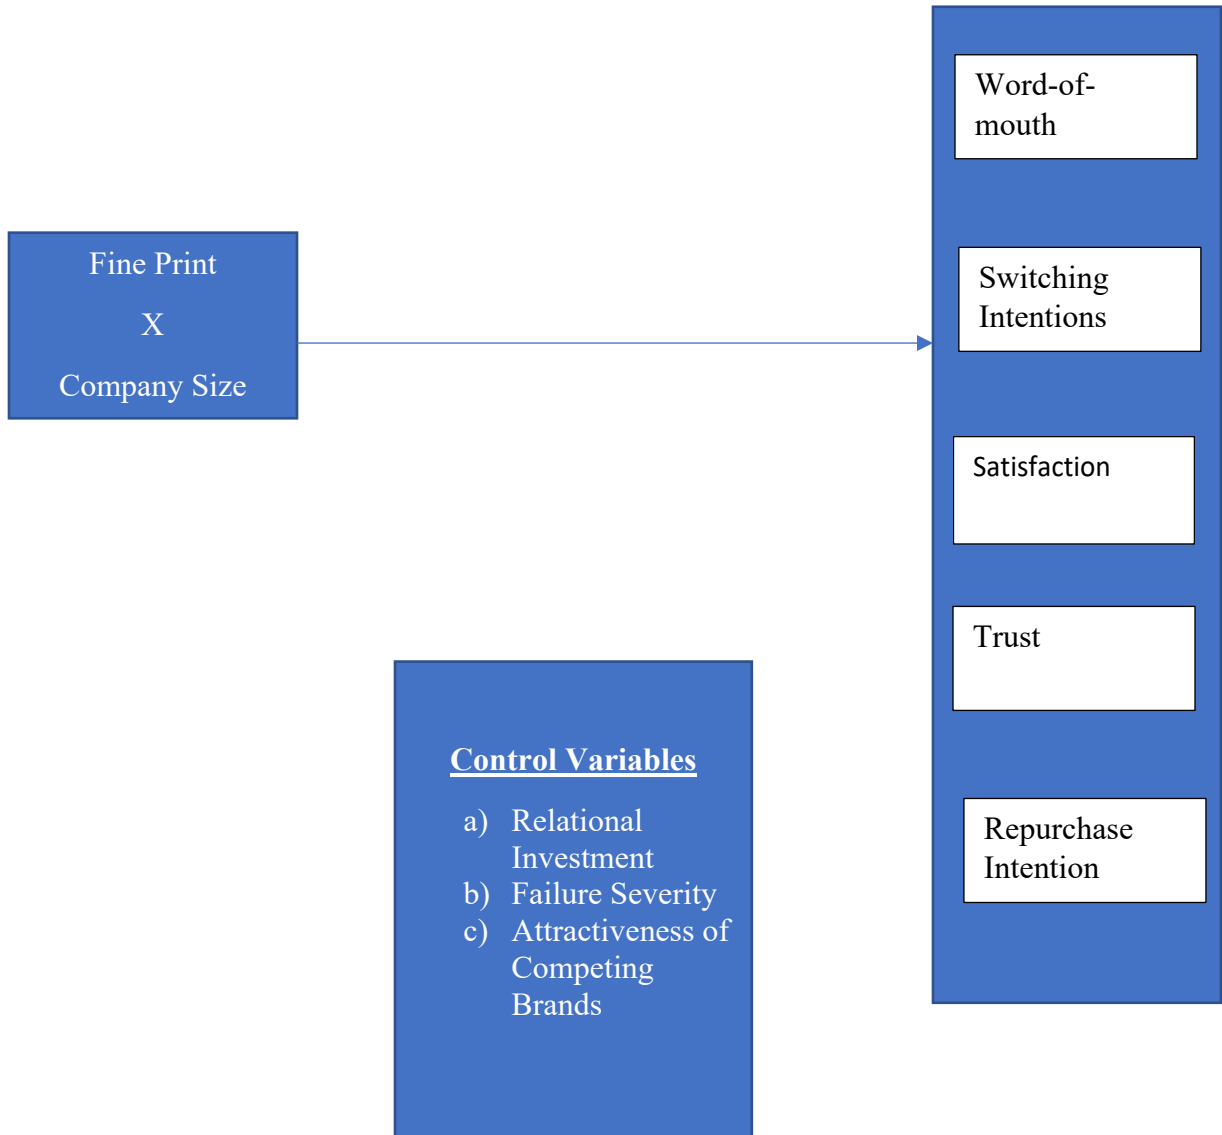 Word-of-
mouth
Fine Print
X
Company Size
Switching
Intentions
Satisfaction
Trust
Control Variables
a) Relational
Investment
b) Failure Severity
c) Attractiveness of
Competing
Brands
Repurchase
Intention